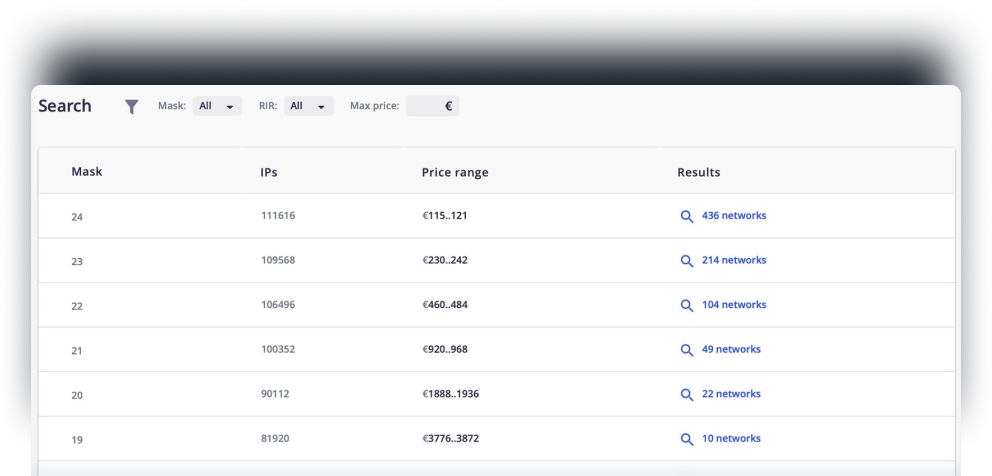 Search Mask: All RIR: All Max price: €
Mask IPs Price range Results
24 111616 €115..121 436 networks
23 109568 €230..242 214 networks
22 106496 €460..484 104 networks
21 100352 €920..968 49 networks
20 90112 €1888..1936 22 networks
19 81920 €3776..3872 10 networks